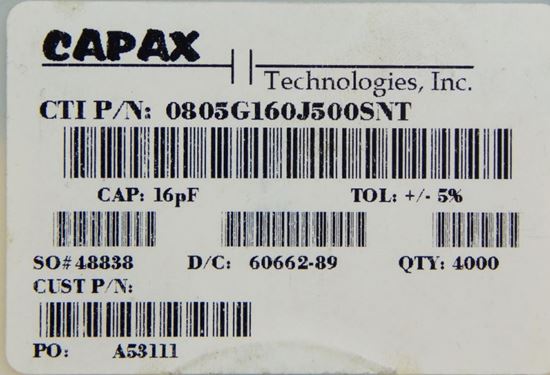 CAPAX
Technologies, Inc.
CTI P/N: 0805G160J500SNT
CAP: 16pF TOL: +/- 5%
SO#48838 D/C: 60662-89 QTY: 4000
CUST P/N:
PO: A53111